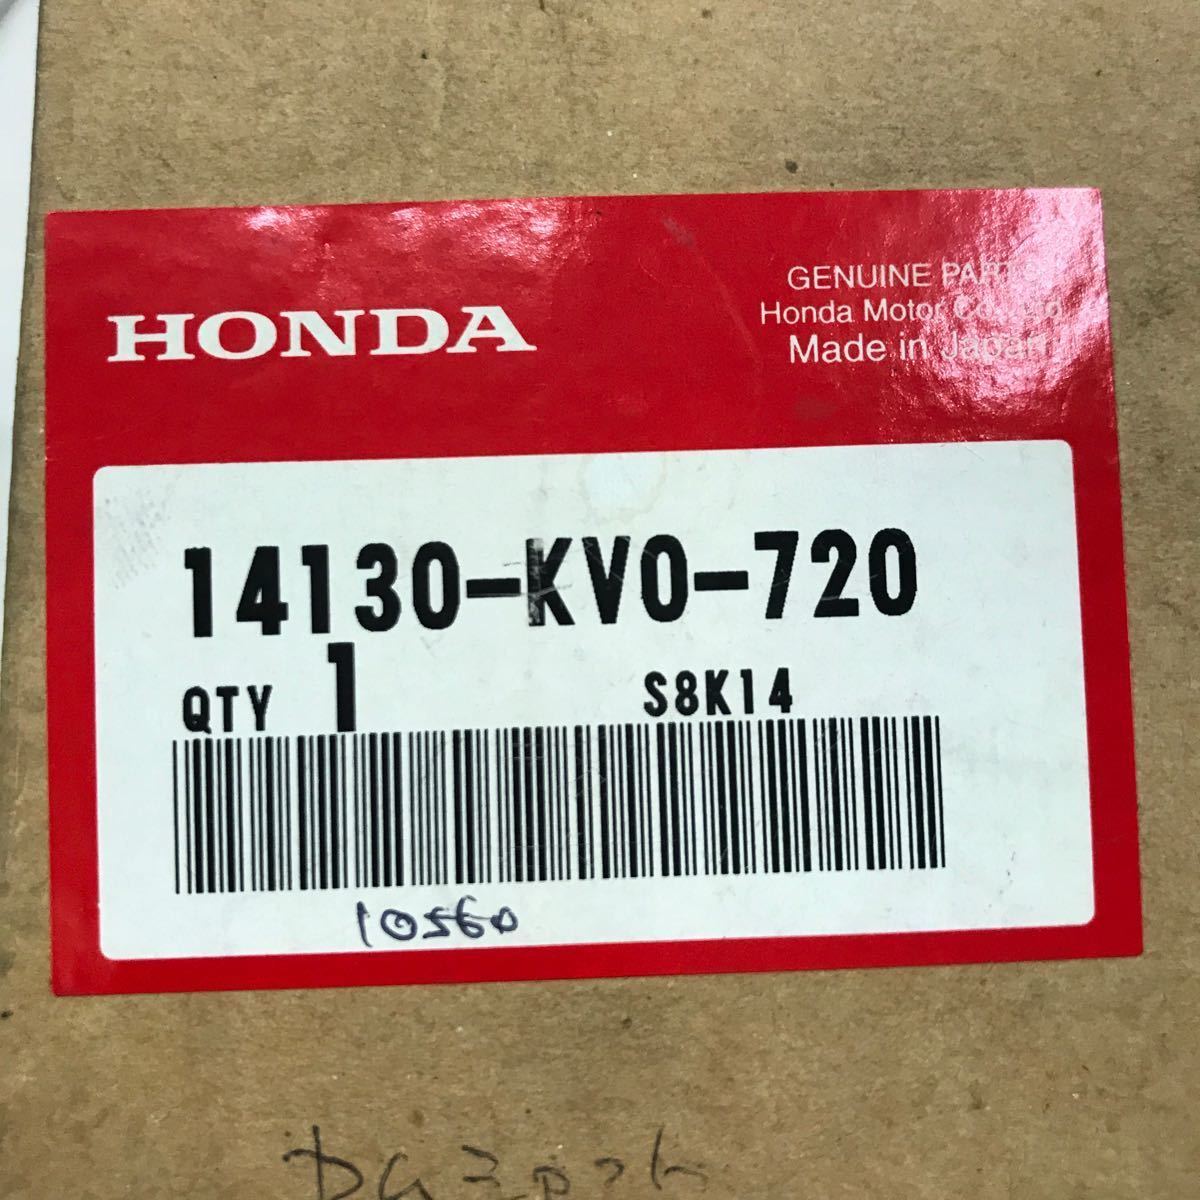 HONDA
GENUINE PARTS
Honda Motor Co., Ltd.
Made in Japan
14130-KV0-720
QTY 1 S8K14
10560